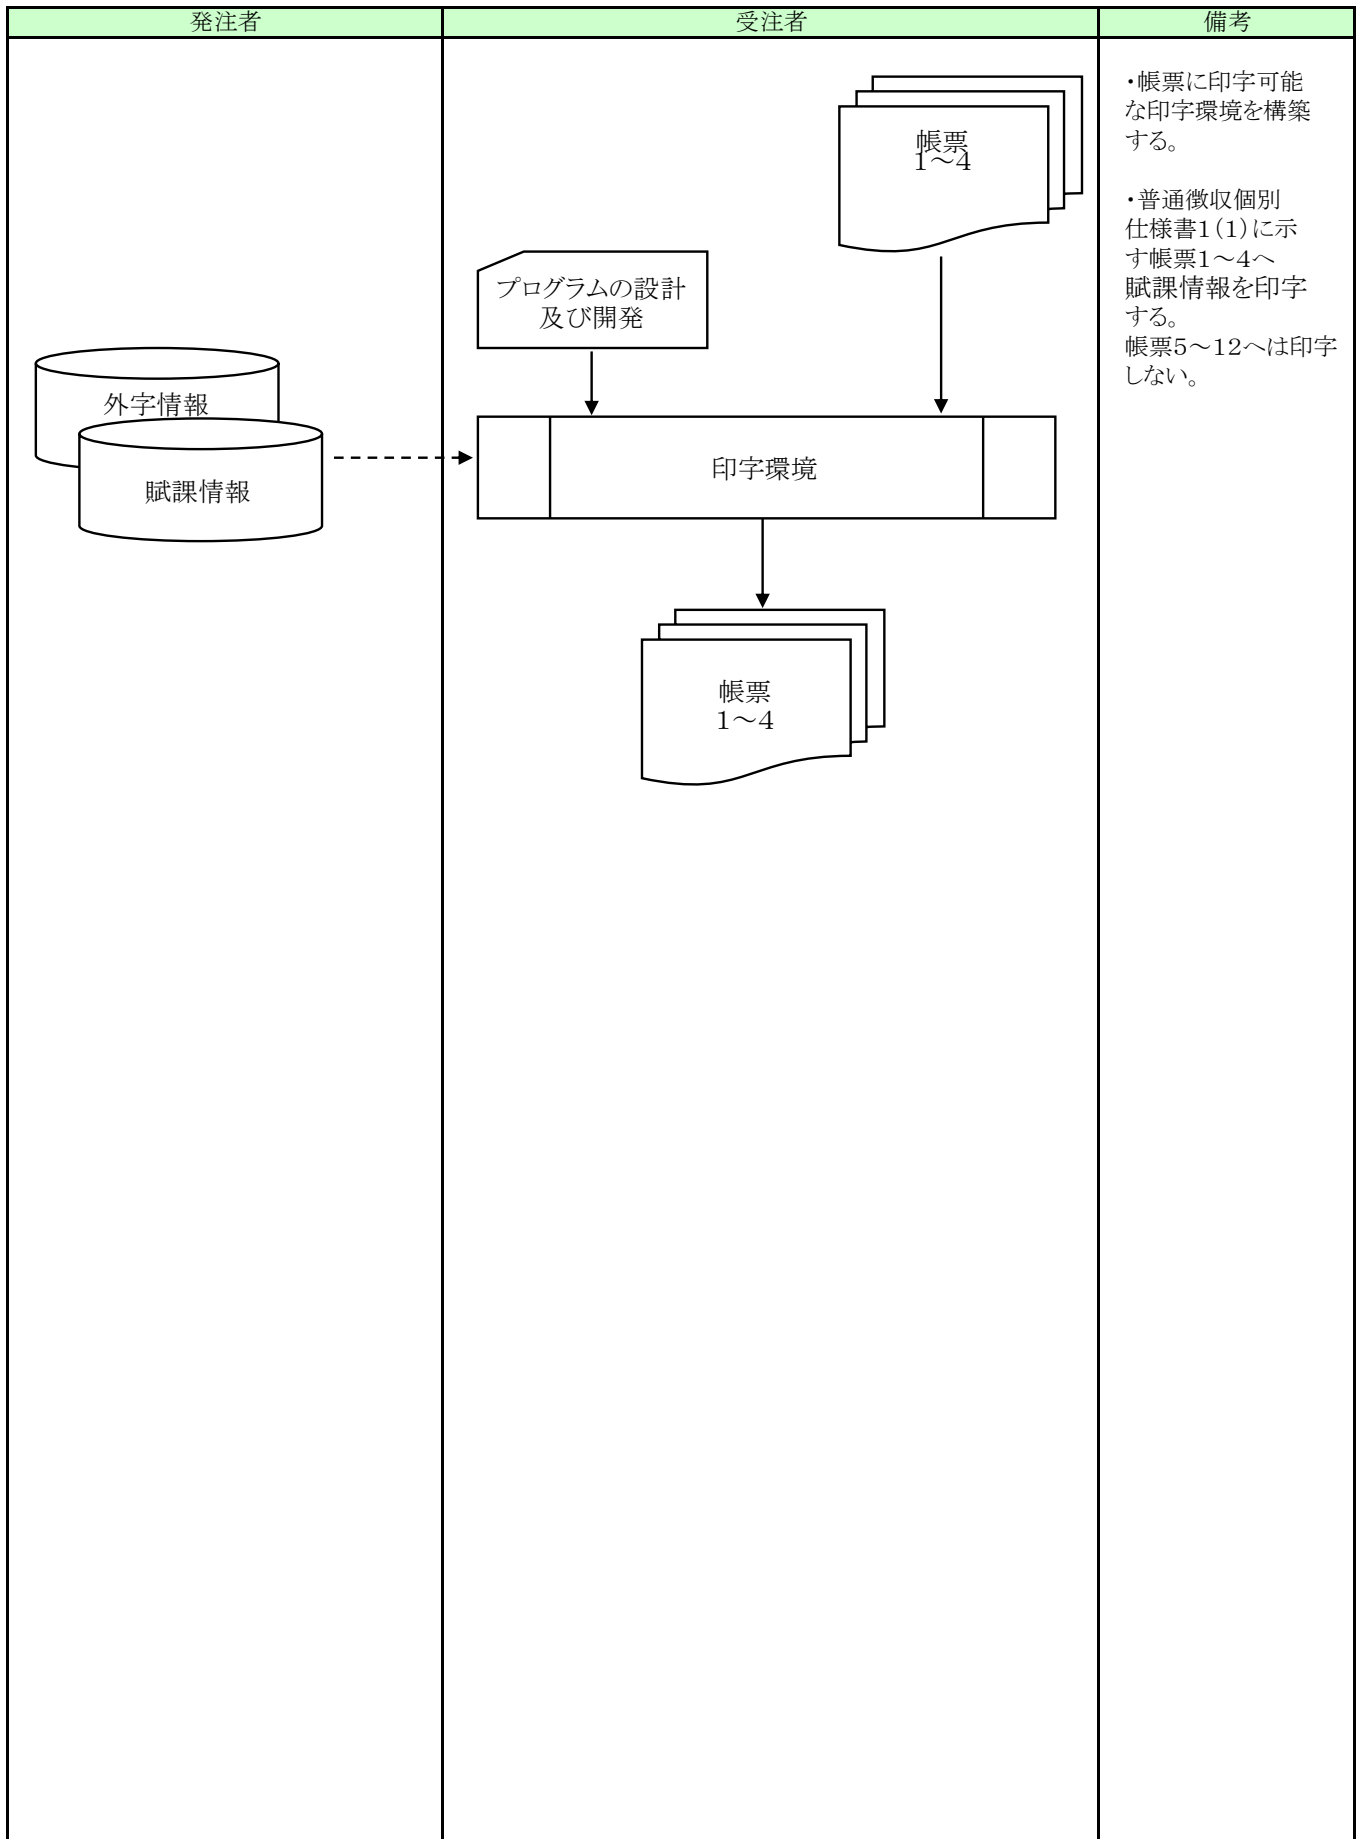 発注者
受注者
備考
帳票
1～4
プログラムの設計
及び開発
外字情報
賦課情報
印字環境
帳票
1～4
・帳票に印字可能
な印字環境を構築
する。
・普通徴収個別
仕様書1(1)に示
す帳票1～4へ
賦課情報を印字
する。
帳票5～12へは印字
しない。